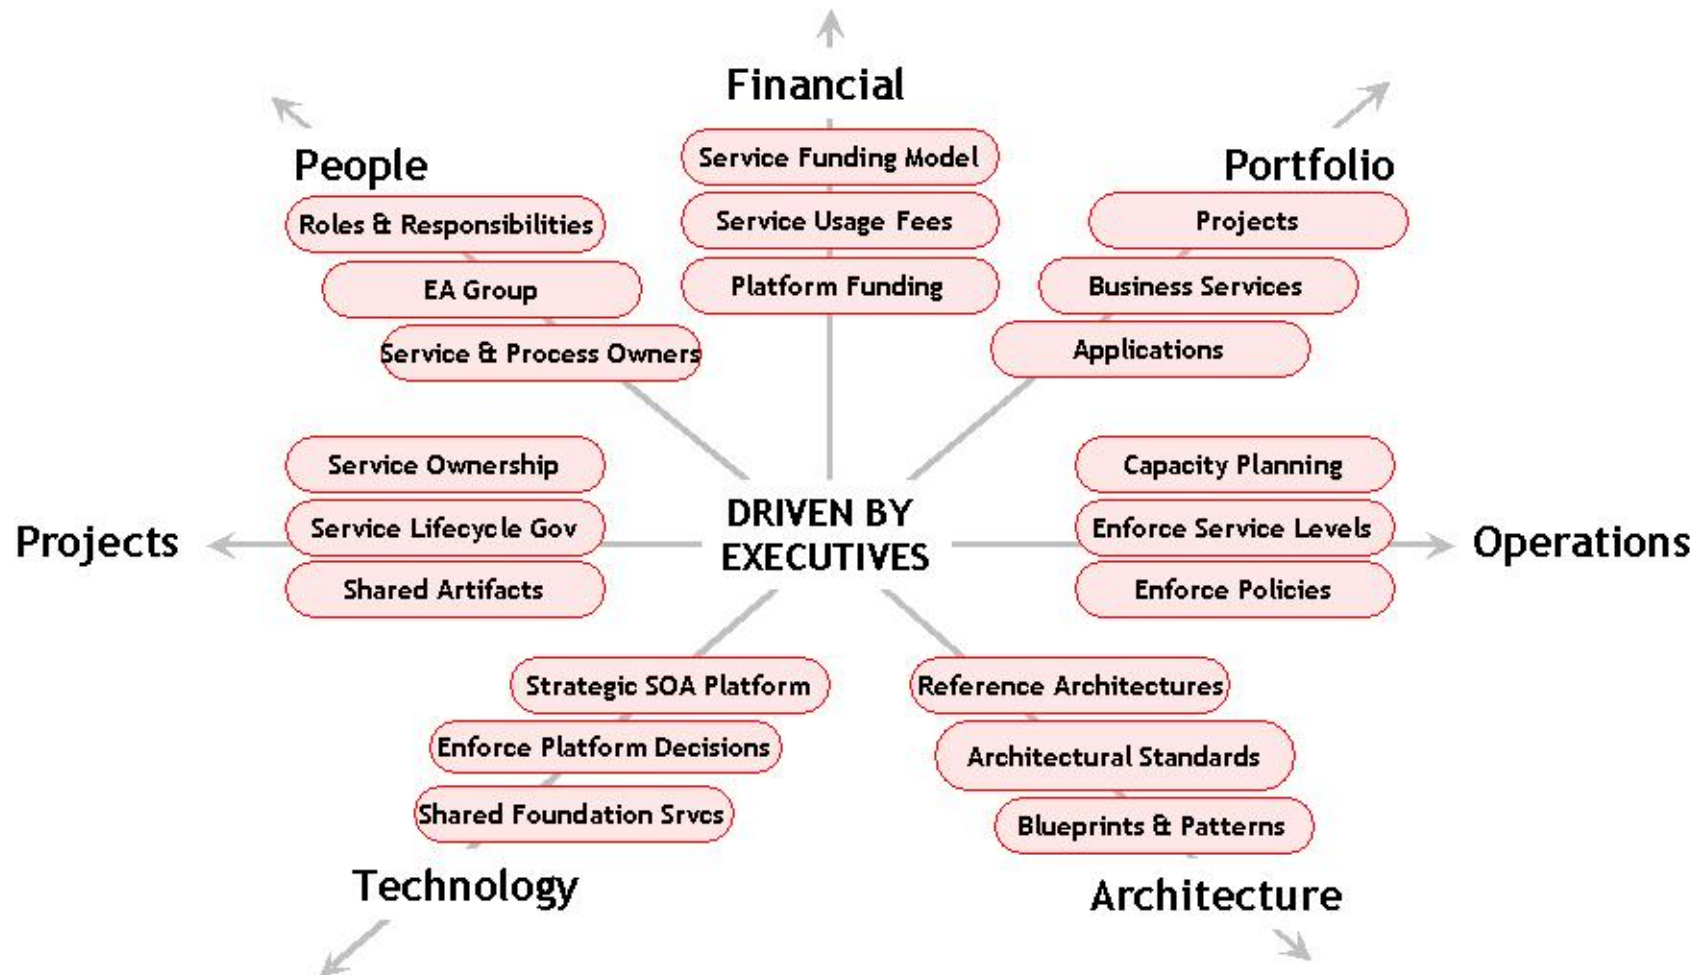 Financial
Service Funding Model
Service Usage Fees
Platform Funding
People
Roles & Responsibilities
EA Group
Service & Process Owners
Portfolio
Projects
Business Services
Applications
Projects
Service Ownership
Service Lifecycle Gov
Shared Artifacts
DRIVEN BY
EXECUTIVES
Capacity Planning
Enforce Service Levels
Enforce Policies
Operations
Strategic SOA Platform
Enforce Platform Decisions
Shared Foundation Srvcs
Technology
Reference Architectures
Architectural Standards
Blueprints & Patterns
Architecture